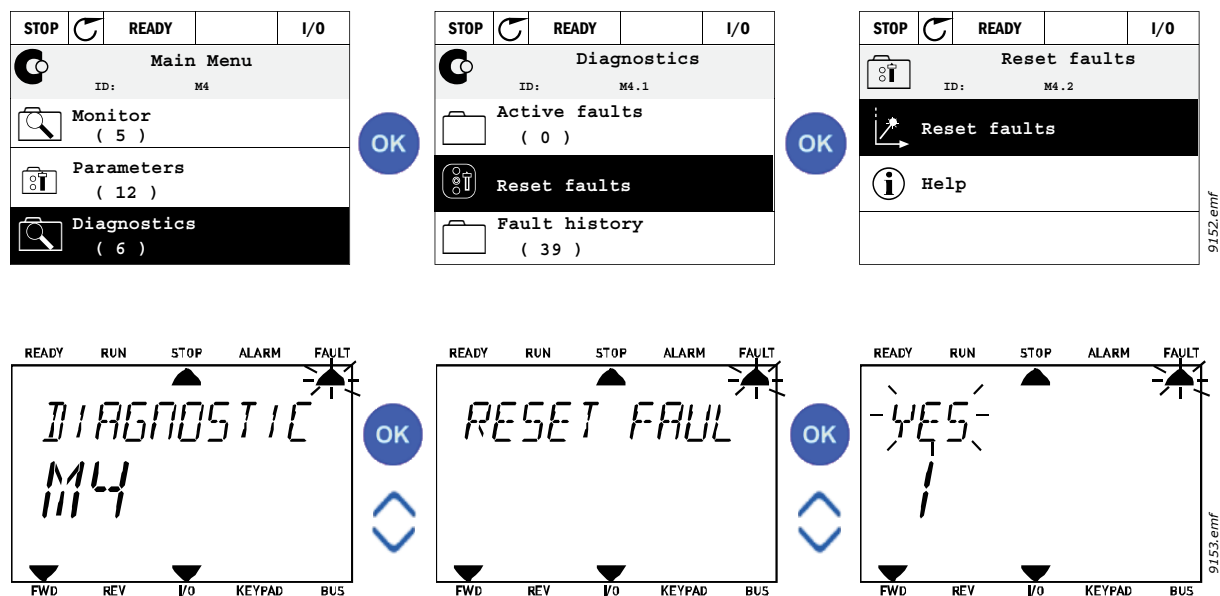 STOP READY I/O
Main Menu
ID: M4
Monitor
( 5 )
Parameters
( 12 )
Diagnostics
( 6 )
OK
STOP READY I/O
Diagnostics
ID: M4.1
Active faults
( 0 )
Reset faults
Fault history
( 39 )
OK
STOP READY I/O
Reset faults
ID: M4.2
Reset faults
i Help
9152.emf
READY RUN STOP ALARM FAULT
DIAGNOSTIC
M4
FWD REV I/O KEYPAD BUS
OK
READY RUN STOP ALARM FAULT
RESET FAUL
FWD REV I/O KEYPAD BUS
OK
READY RUN STOP ALARM FAULT
YES
1
FWD REV I/O KEYPAD BUS
9153.emf